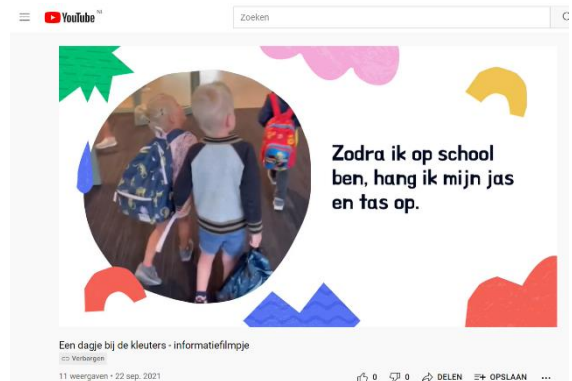 YouTube NL
Zoeken
Zodra ik op school
ben, hang ik mijn jas
en tas op.
Een dagje bij de kleuters - informatiefilmpje
Verborgen
11 weergaven • 22 sep. 2021
0 0 DELEN OPSLAAN ...